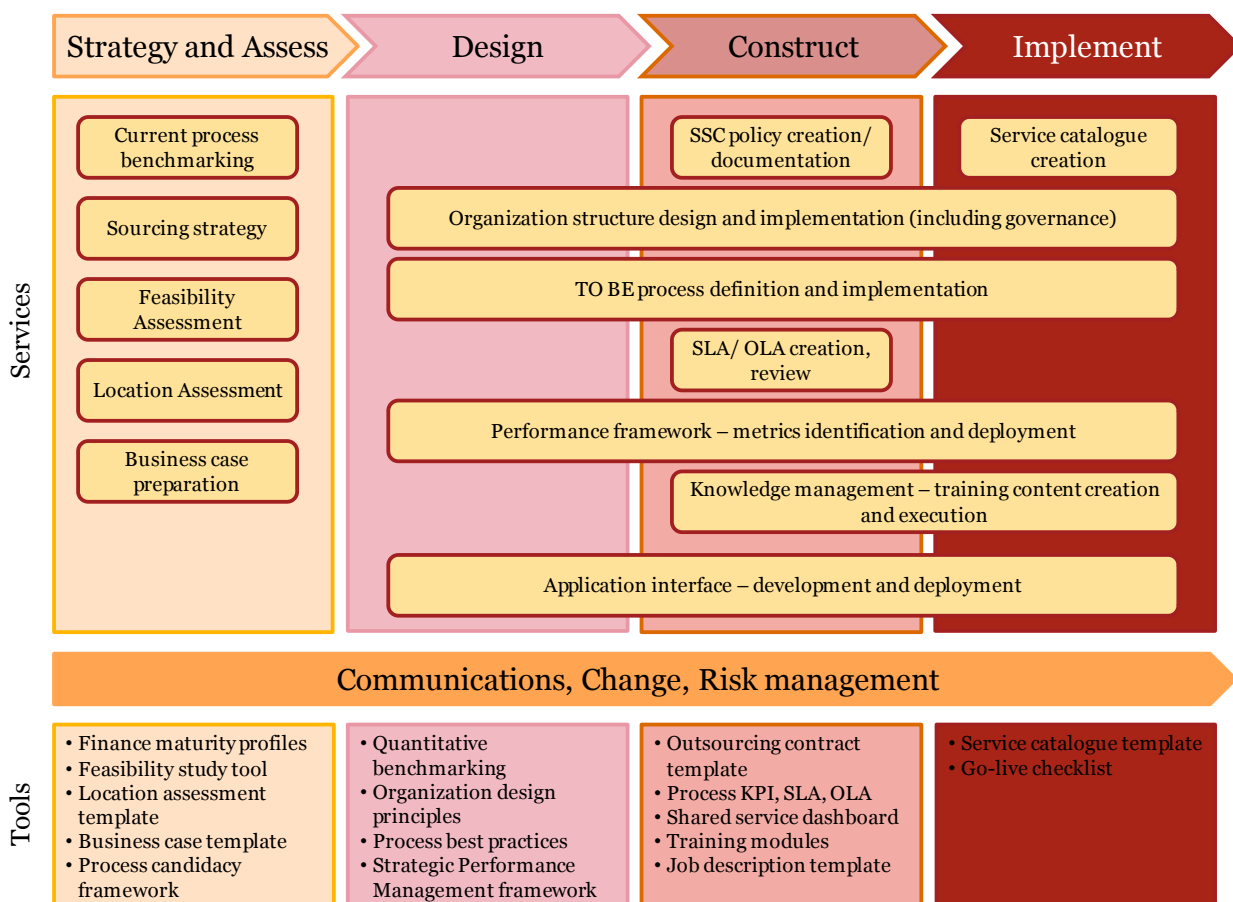 Strategy and Assess
Design
Construct
Implement
Services
Current process
benchmarking
Sourcing strategy
Feasibility
Assessment
Location Assessment
Business case
preparation
SSC policy creation/
documentation
Service catalogue
creation
Organization structure design and implementation (including governance)
TO BE process definition and implementation
SLA/ OLA creation,
review
Performance framework – metrics identification and deployment
Knowledge management – training content creation
and execution
Application interface – development and deployment
Communications, Change, Risk management
Tools
• Finance maturity profiles
• Feasibility study tool
• Location assessment
template
• Business case template
• Process candidacy
framework
• Quantitative
benchmarking
• Organization design
principles
• Process best practices
• Strategic Performance
Management framework
• Outsourcing contract
template
• Process KPI, SLA, OLA
• Shared service dashboard
• Training modules
• Job description template
• Service catalogue template
• Go-live checklist